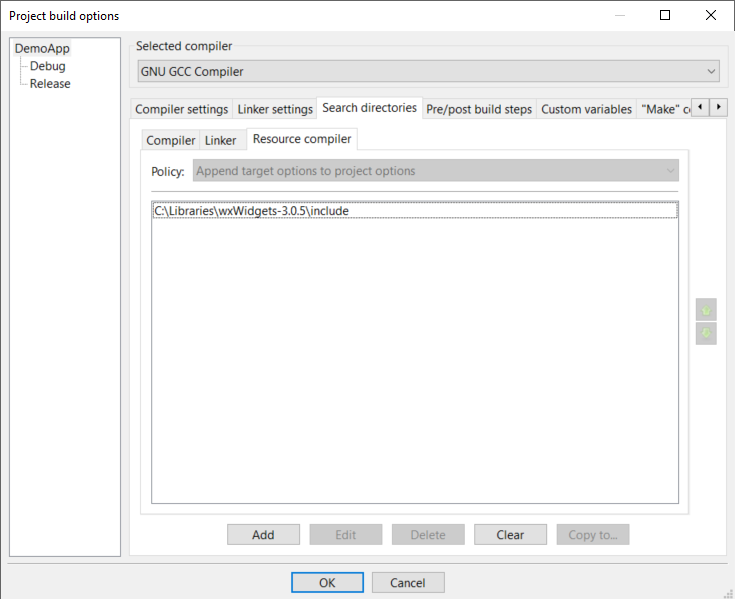 Project build options
DemoApp
Debug
Release
Selected compiler
GNU GCC Compiler
Compiler settings Linker settings Search directories Pre/post build steps Custom variables "Make" co
Compiler Linker Resource compiler
Policy: Append target options to project options
C:\Libraries\wxWidgets-3.0.5\include
Add Edit Delete Clear Copy to...
OK Cancel